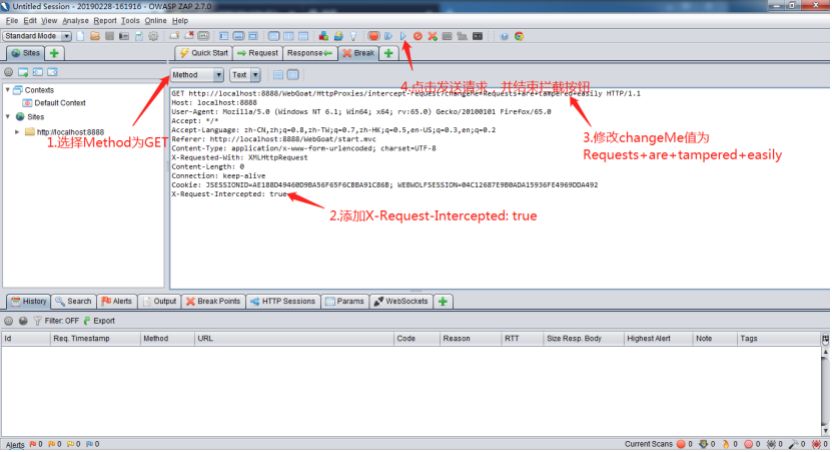 Untitled Session - 20190228-161916 - OWASP ZAP 2.7.0
File Edit View Analyse Report Tools Online Help
Standard Mode
Sites
Quick Start Request Response Break
Method Text
4.点击发送请求，并结束拦截按钮
Contexts
Default Context
Sites
http://localhost:8888
1.选择Method为GET
GET http://localhost:8888/WebGoat/HttpProxies/intercept-request?changeMe=Requests+are+tampered+easily HTTP/1.1
Host: localhost:8888
User-Agent: Mozilla/5.0 (Windows NT 6.1; Win64; x64; rv:65.0) Gecko/20100101 Firefox/65.0
Accept: */*
Accept-Language: zh-CN,zh;q=0.8,zh-TW;q=0.7,zh-HK;q=0.5,en-US;q=0.3,en;q=0.2
Referer: http://localhost:8888/WebGoat/start.mvc
Content-Type: application/x-www-form-urlencoded; charset=UTF-8
X-Requested-With: XMLHttpRequest
Content-Length: 0
Connection: keep-alive
Cookie: JSESSIONID=AE188D49460D9BA56F65F6CBBA91C86B; WEBWOLFSESSION=04C12687E9B0ADA15936FE4969DDA492
X-Request-Intercepted: true
3.修改changeMe值为
Requests+are+tampered+easily
2.添加X-Request-Intercepted: true
History Search Alerts Output Break Points HTTP Sessions Params WebSockets
Filter: OFF Export
Id Req. Timestamp Method URL Code Reason RTT Size Resp. Body Highest Alert Note Tags
Alerts 0 0 0 0 Current Scans 0 0 0 0 0 0 0 0